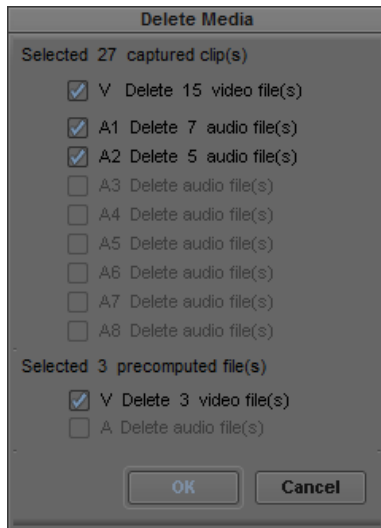 Delete Media
Selected 27 captured clip(s)
V Delete 15 video file(s)
A1 Delete 7 audio file(s)
A2 Delete 5 audio file(s)
A3 Delete audio file(s)
A4 Delete audio file(s)
A5 Delete audio file(s)
A6 Delete audio file(s)
A7 Delete audio file(s)
A8 Delete audio file(s)
Selected 3 precomputed file(s)
V Delete 3 video file(s)
A Delete audio file(s)
OK Cancel